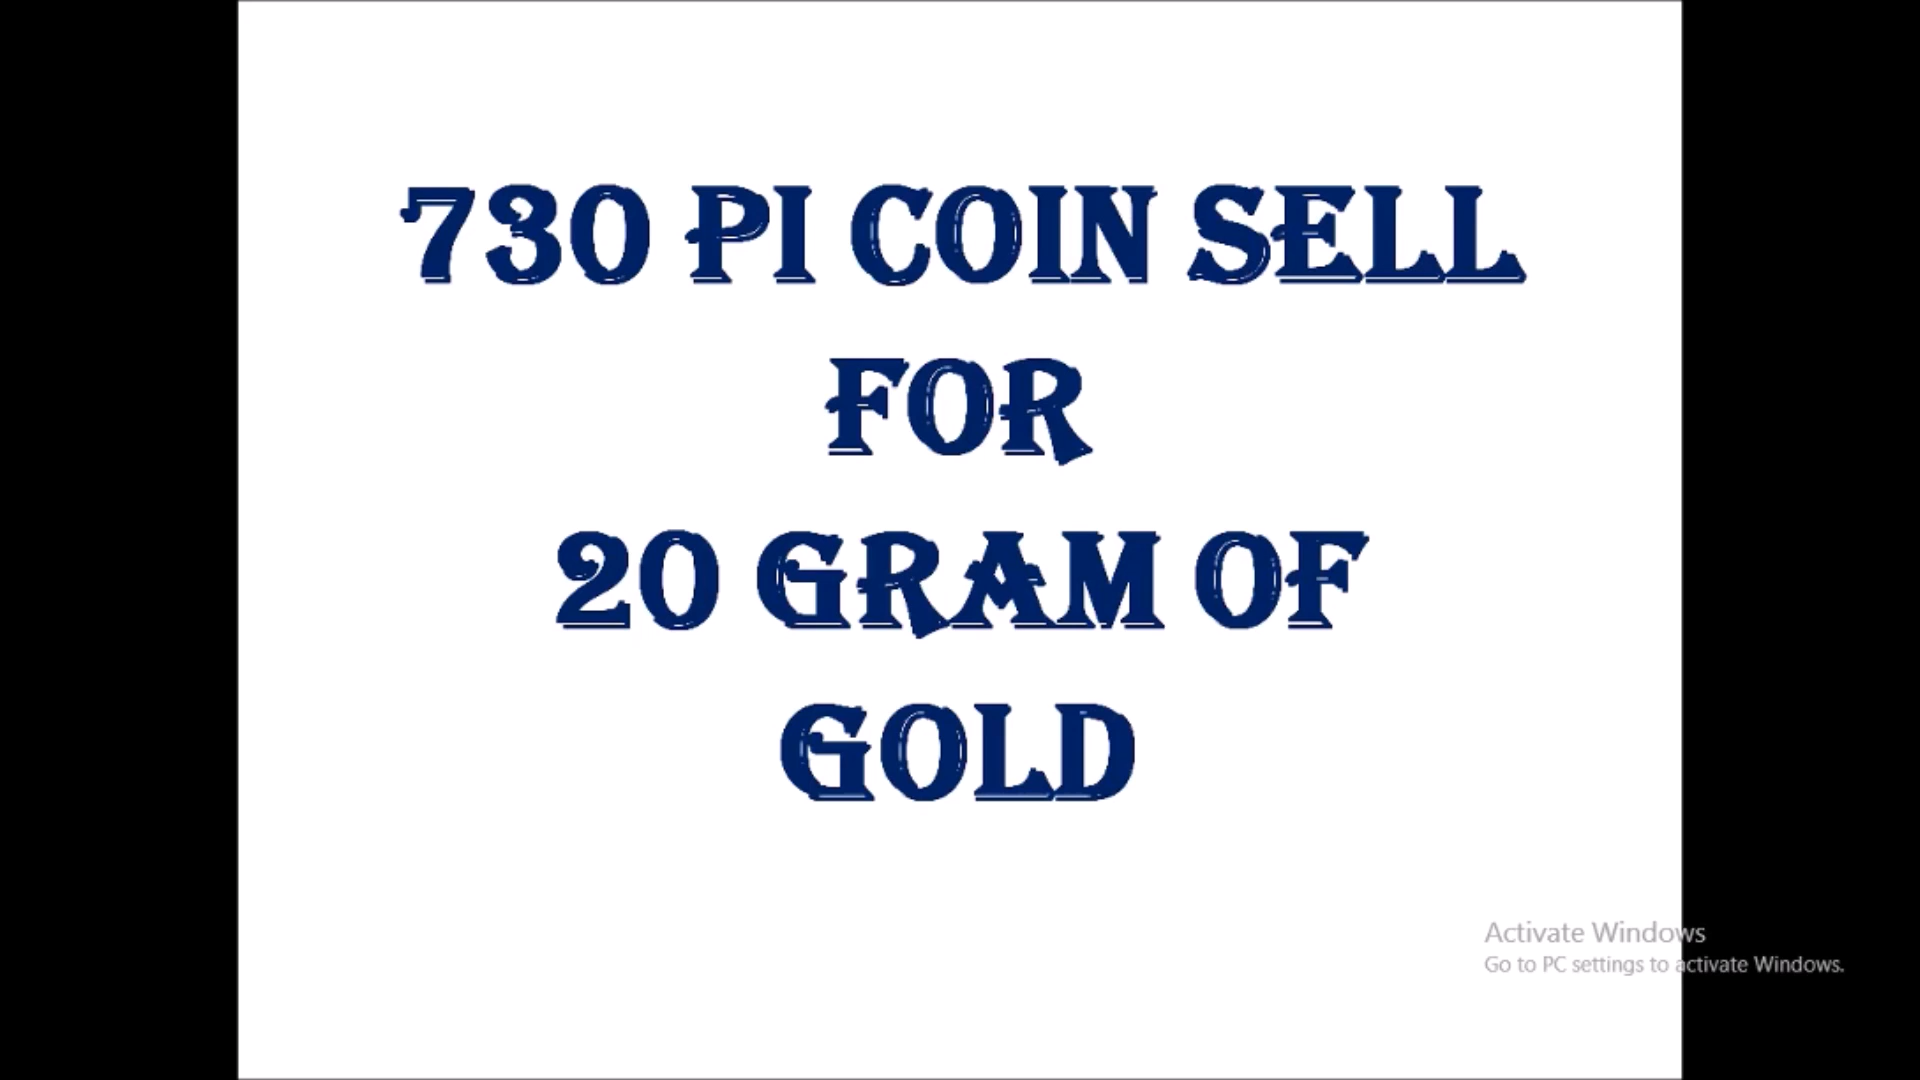 730 PI COIN SELL
FOR
20 GRAM OF
GOLD
Activate Windows
Go to PC settings to activate Windows.